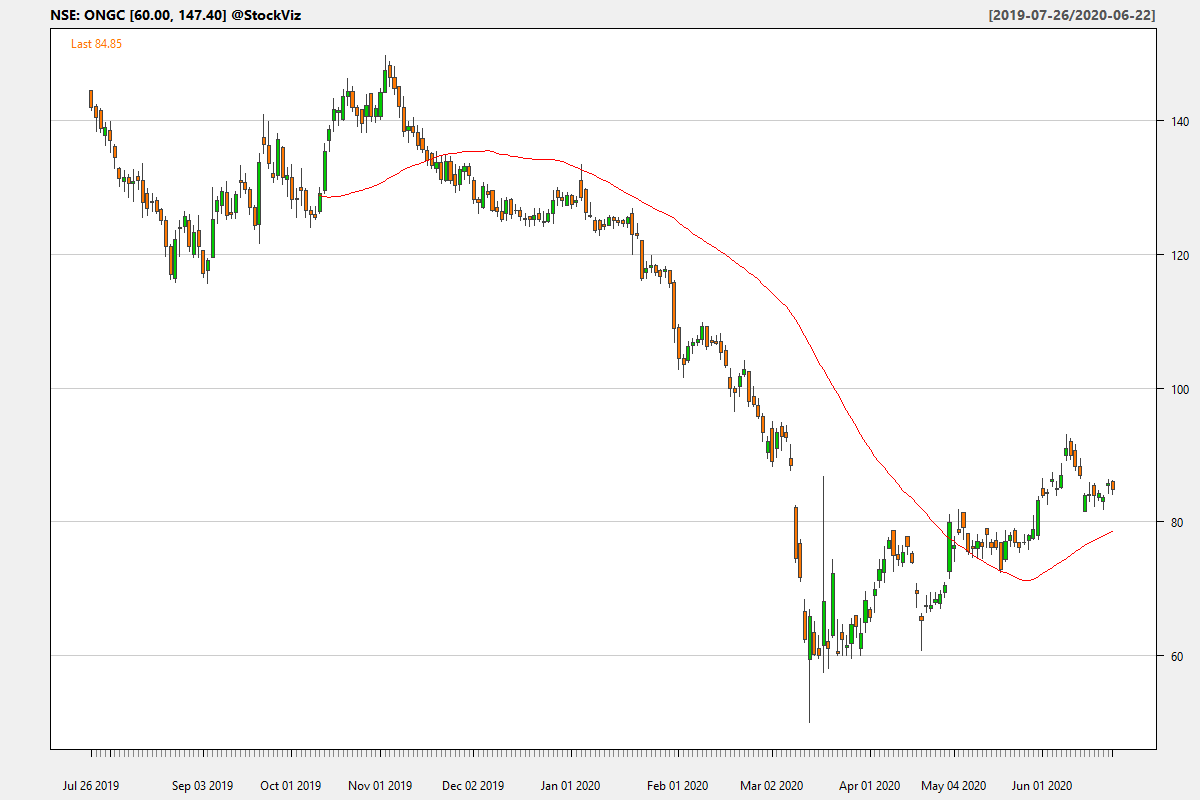 NSE: ONGC [60.00, 147.40] @StockViz
[2019-07-26/2020-06-22]
Last 84.85
140
120
100
80
60
Jul 26 2019
Sep 03 2019
Oct 01 2019
Nov 01 2019
Dec 02 2019
Jan 01 2020
Feb 01 2020
Mar 02 2020
Apr 01 2020
May 04 2020
Jun 01 2020